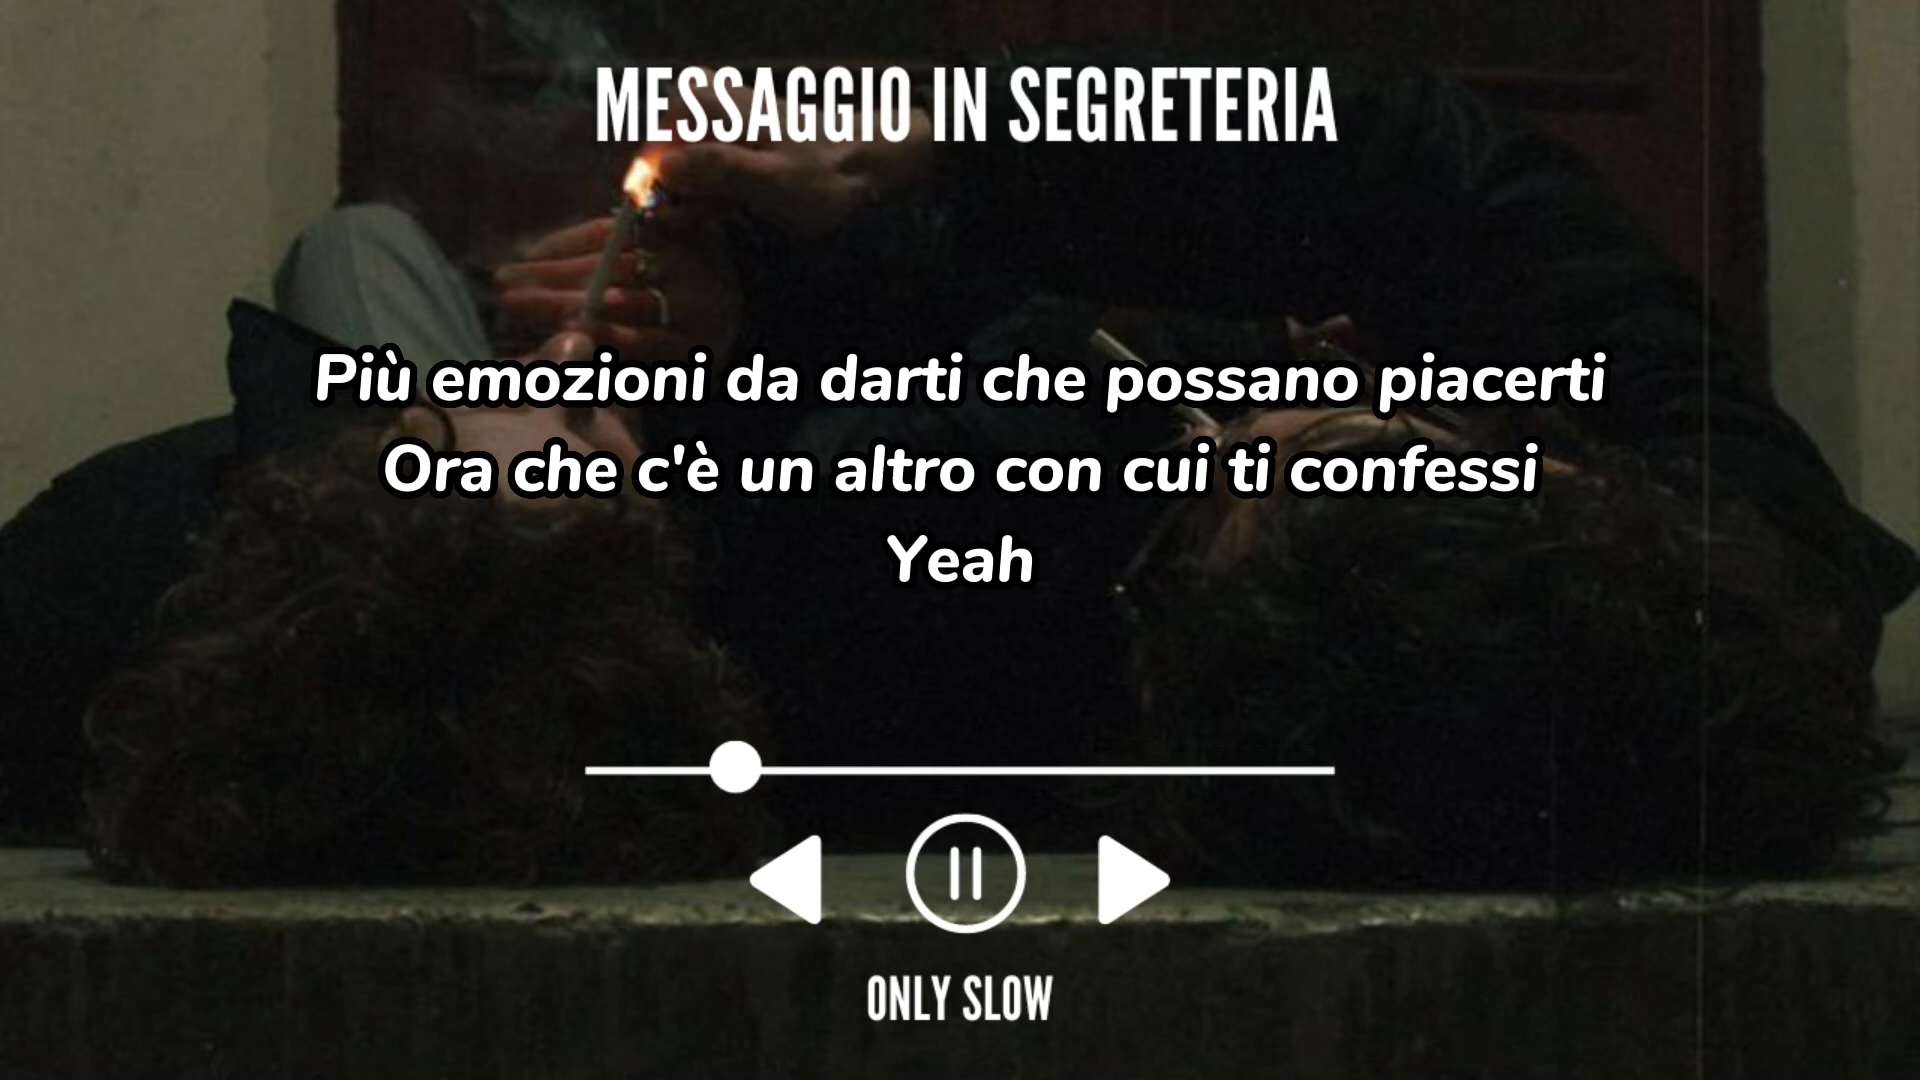 MESSAGGIO IN SEGRETERIA
Più emozioni da darti che possano piacerti
Ora che c'è un altro con cui ti confessi
Yeah
ONLY SLOW